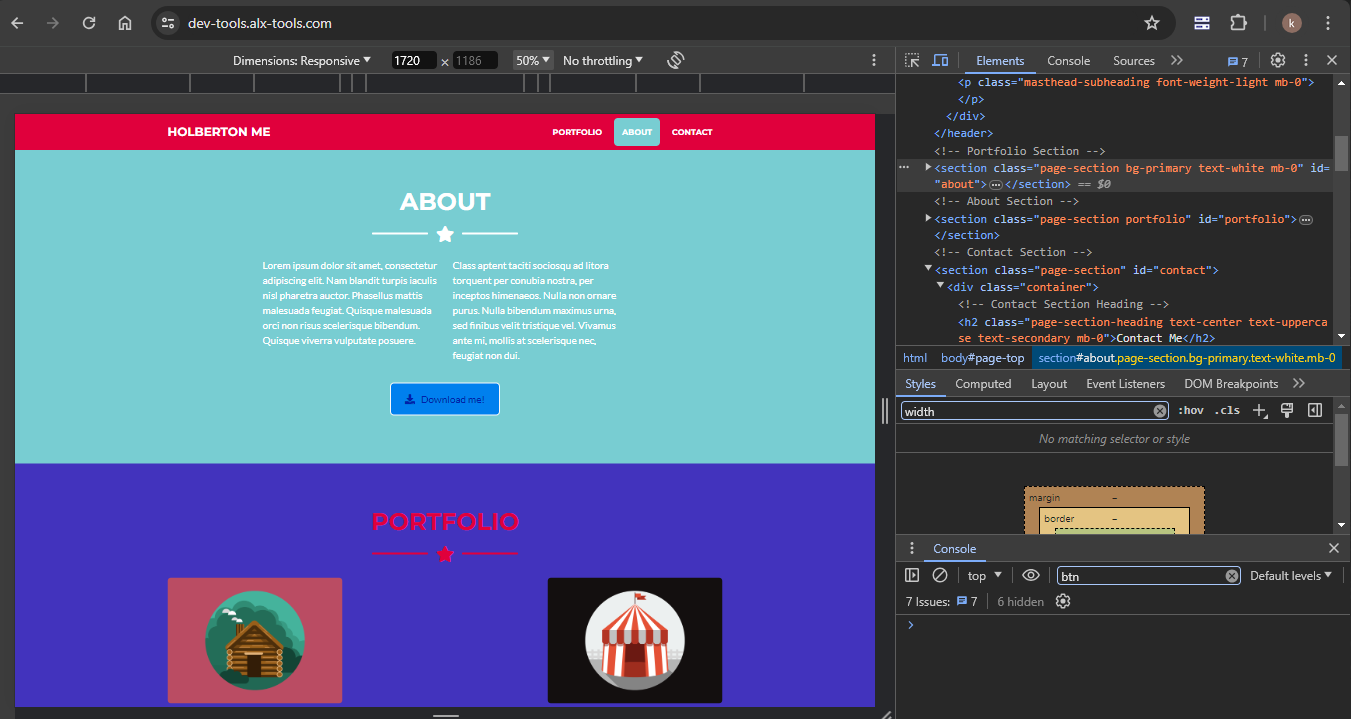 dev-tools.alx-tools.com
k
Dimensions: Responsive 1720 × 1186 50% No throttling
HOLBERTON ME
PORTFOLIO ABOUT CONTACT
ABOUT
Lorem ipsum dolor sit amet, consectetur
adipiscing elit. Nam blandit turpis iaculis
nisl pharetra auctor. Phasellus mattis
malesuada feugiat. Quisque malesuada
orci non risus scelerisque bibendum.
Quisque viverra vulputate posuere.
Class aptent taciti sociosqu ad litora
torquent per conubia nostra, per
inceptos himenaeos. Nulla non ornare
purus. Nulla bibendum maximus urna,
sed finibus velit tristique vel. Vivamus
ante mi, mollis at scelerisque nec,
feugiat non dui.
Download me!
PORTFOLIO
Elements Console Sources 7
<p class="masthead-subheading font-weight-light mb-0">
</p>
</div>
</header>
<!-- Portfolio Section -->
<section class="page-section bg-primary text-white mb-0" id=
"about"> … </section> == $0
<!-- About Section -->
<section class="page-section portfolio" id="portfolio"> …
</section>
<!-- Contact Section -->
<section class="page-section" id="contact">
<div class="container">
<!-- Contact Section Heading -->
<h2 class="page-section-heading text-center text-upperca
se text-secondary mb-0">Contact Me</h2>
html body#page-top section#about.page-section.bg-primary.text-white.mb-0
Styles Computed Layout Event Listeners DOM Breakpoints
width :hov .cls
No matching selector or style
margin –
border –
Console
top btn Default levels
7 Issues: 7 6 hidden